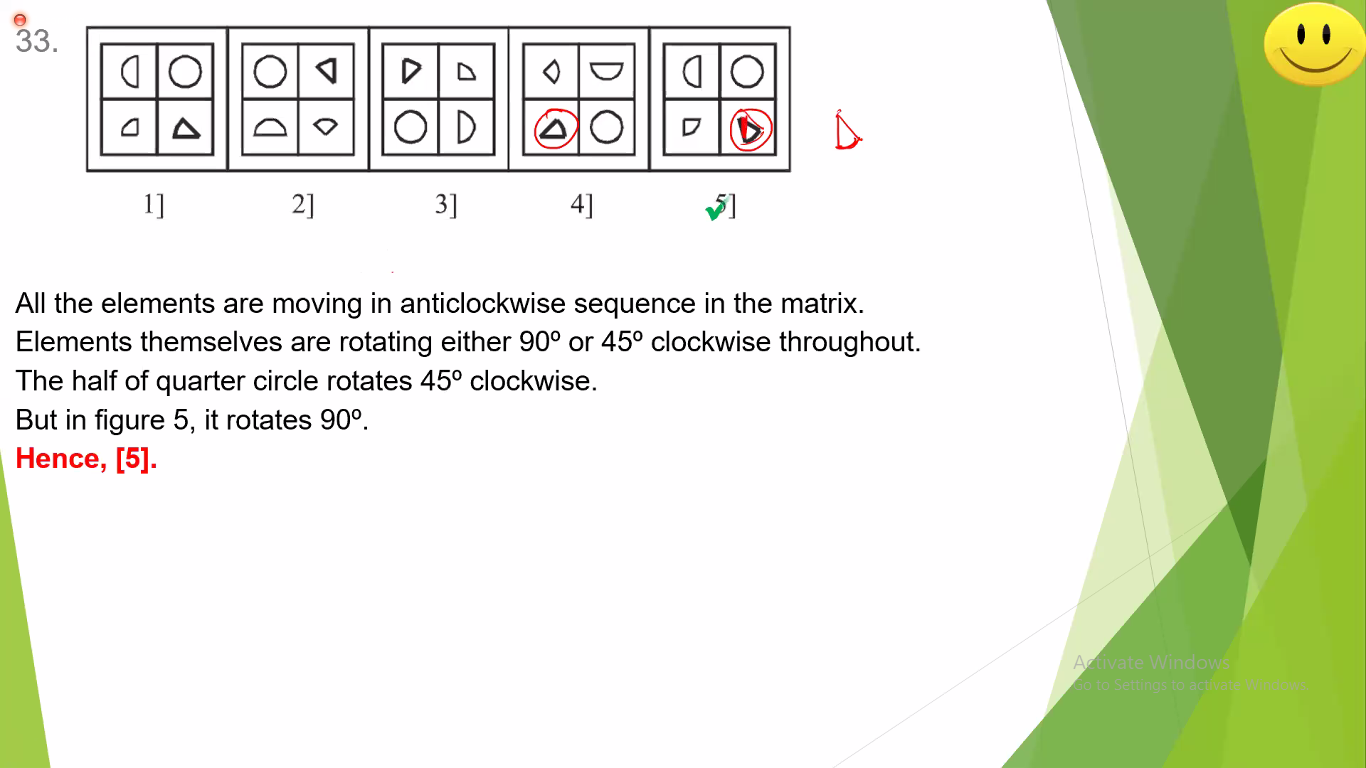 33.
1] 2] 3] 4] 5]
All the elements are moving in anticlockwise sequence in the matrix.
Elements themselves are rotating either 90º or 45º clockwise throughout.
The half of quarter circle rotates 45º clockwise.
But in figure 5, it rotates 90º.
Hence, [5].
Activate Windows
Go to Settings to activate Windows.